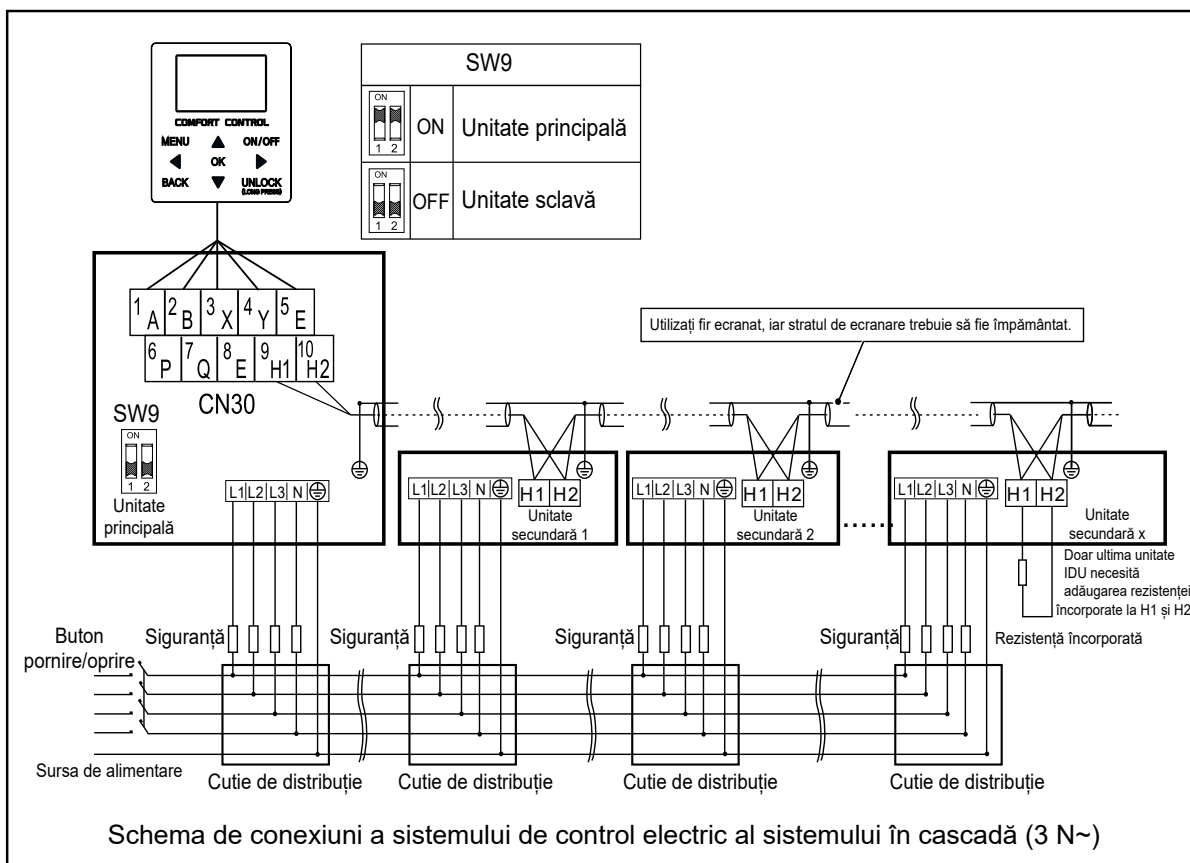 COMFORT CONTROL
MENU ON/OFF
OK
BACK UNLOCK
(LONG PRESS)
SW9
ON
1 2
ON Unitate principală
ON
1 2
OFF Unitate sclavă
1 A 2 B 3 X 4 Y 5 E
6 P 7 Q 8 E 9 H1 10 H2
CN30
Utilizați fir ecranat, iar stratul de ecranare trebuie să fie împământat.
SW9
ON
1 2
Unitate
principală
L1 L2 L3 N
L1 L2 L3 N
H1 H2
Unitate
secundară 1
L1 L2 L3 N
H1 H2
Unitate
secundară 2
L1 L2 L3 N
H1 H2
Unitate
secundară x
Doar ultima unitate
IDU necesită
adăugarea rezistenței
încorporate la H1 și H2
Buton
pornire/oprire
Siguranță
Siguranță
Siguranță
Siguranță
Rezistență încorporată
Sursa de alimentare
Cutie de distribuție
Cutie de distribuție
Cutie de distribuție
Cutie de distribuție
Schema de conexiuni a sistemului de control electric al sistemului în cascadă (3 N~)